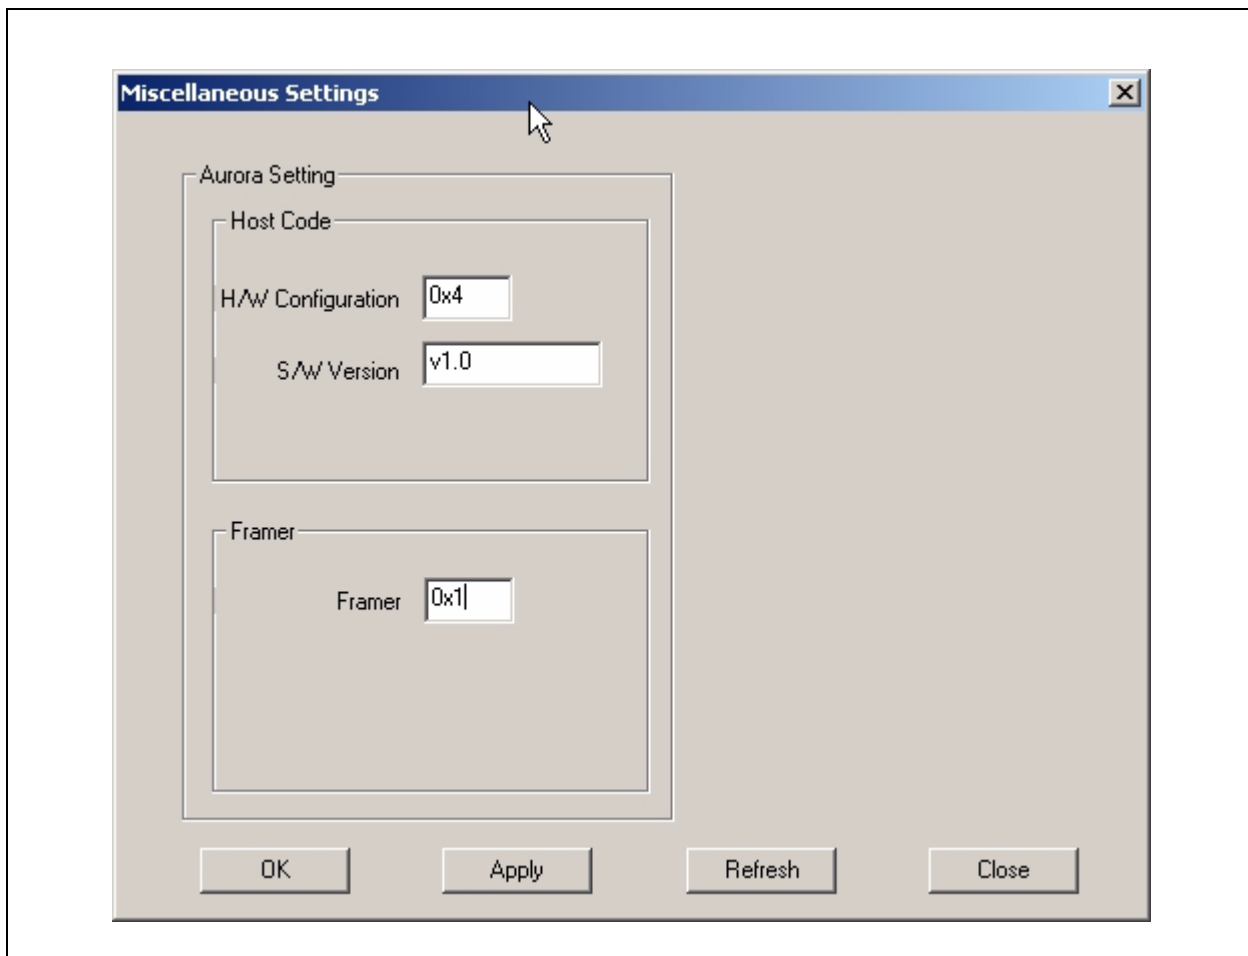 Miscellaneous Settings
Aurora Setting
Host Code
H/W Configuration 0x4
S/W Version v1.0
Framer
Framer 0x1
OK Apply Refresh Close